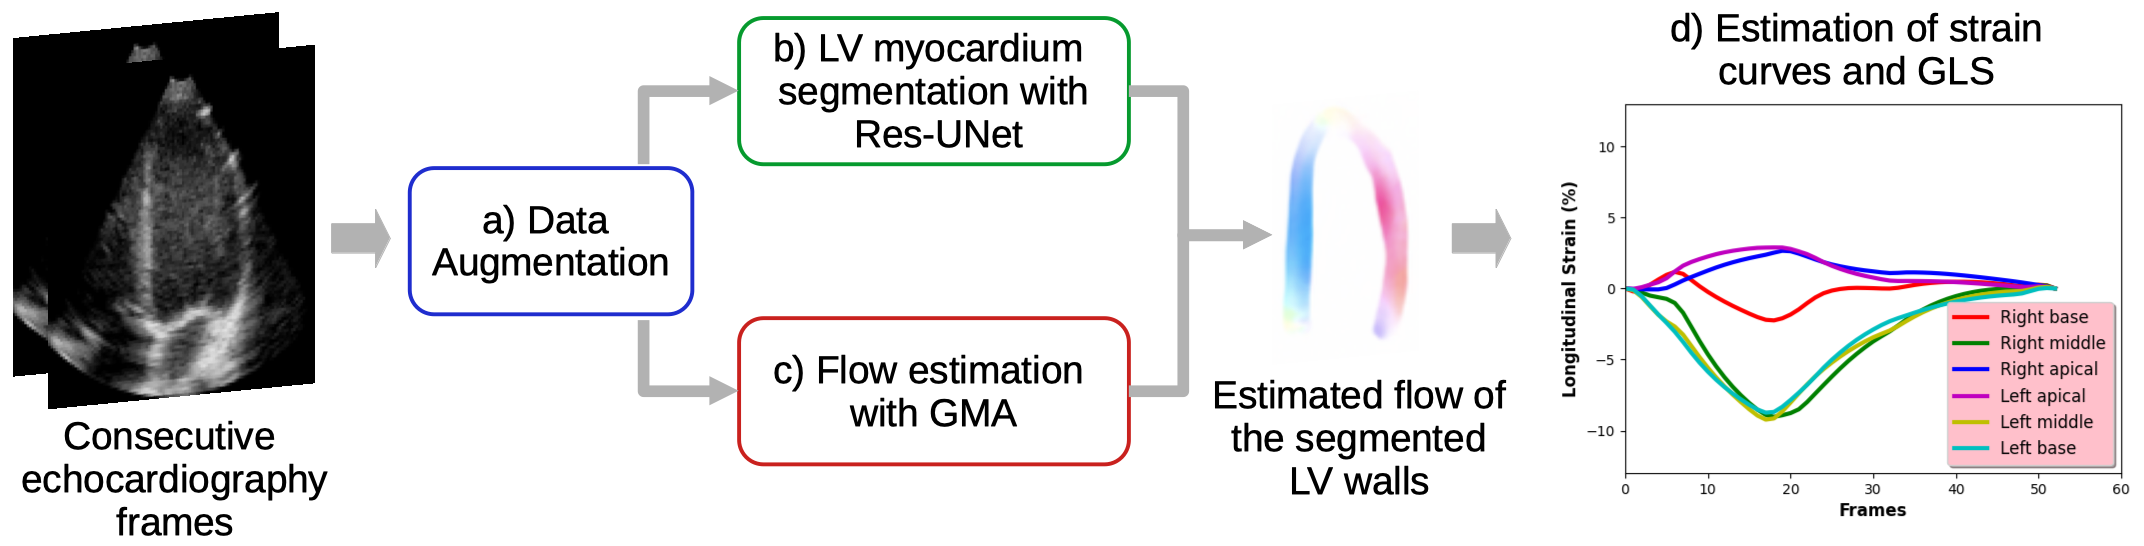 Consecutive
echocardiography
frames
a) Data
Augmentation
b) LV myocardium
segmentation with
Res-UNet
c) Flow estimation
with GMA
Estimated flow of
the segmented
LV walls
d) Estimation of strain
curves and GLS
Longitudinal Strain (%)
10
5
0
−5
−10
Right base
Right middle
Right apical
Left apical
Left middle
Left base
0 10 20 30 40 50 60
Frames